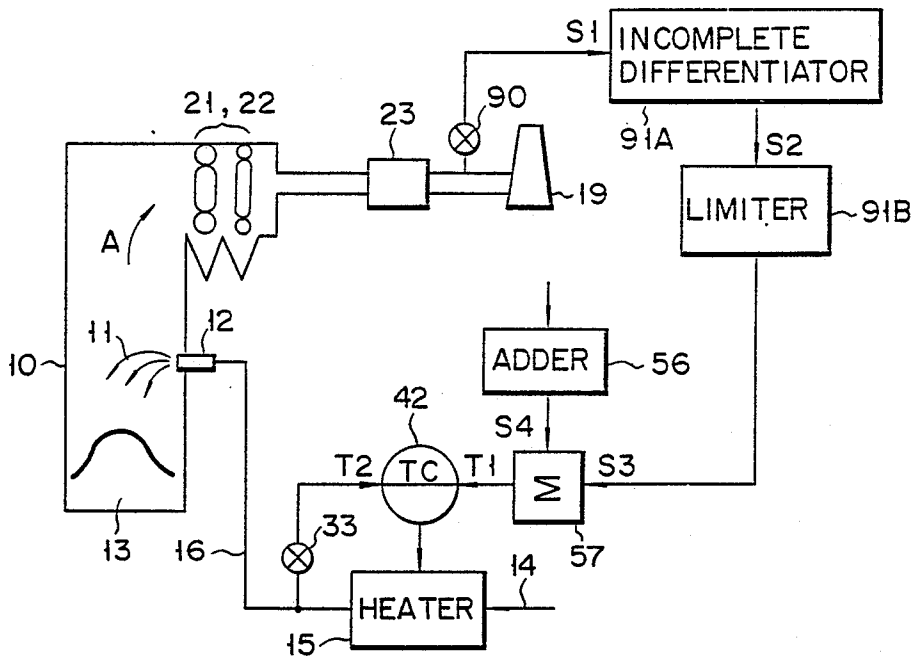 S1
INCOMPLETE
DIFFERENTIATOR
91A
S2
21, 22
23
90
19
LIMITER
91B
A
11
12
10
ADDER
56
42
S4
T2
TC
T1
Σ
S3
57
13
16
33
14
HEATER
15